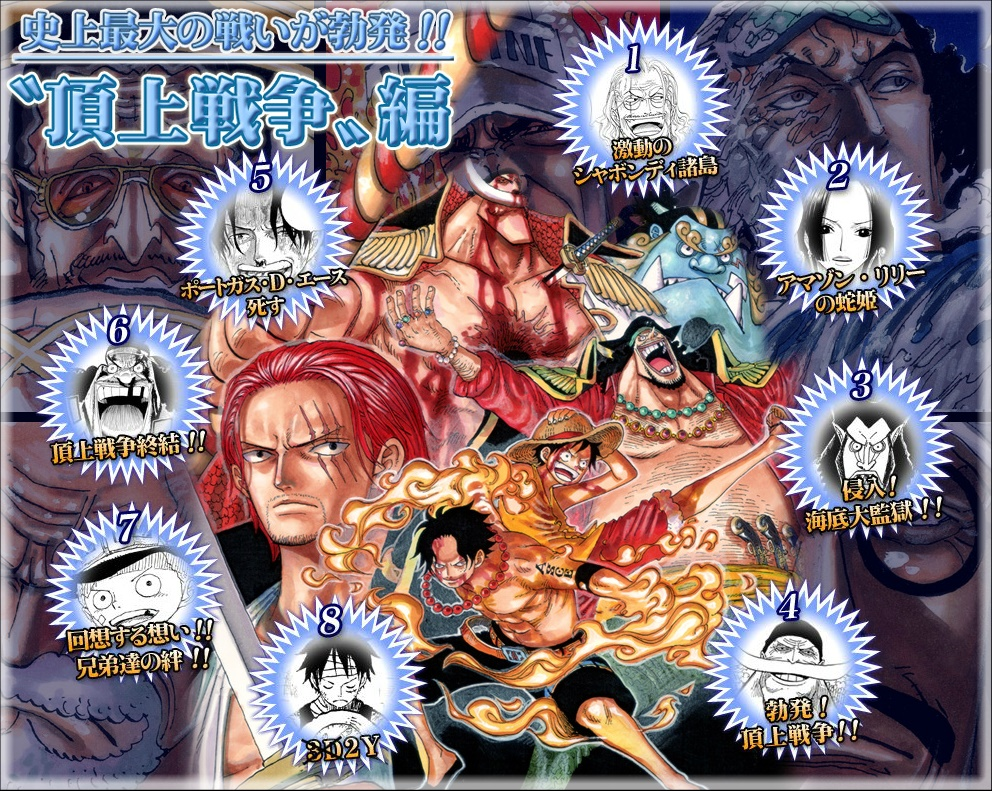 史上最大の戦いが勃発!!
〝頂上戦争〟編
1
激動の
シャボンディ諸島
2
アマゾン・リリー
の蛇姫
3
侵入!
海底大監獄!!
4
勃発!
頂上戦争!!
5
ポートガス・D・エース
死す
6
頂上戦争終結!!
7
回想する想い!!
兄弟達の絆!!
8
3D2Y
ASCE
INE